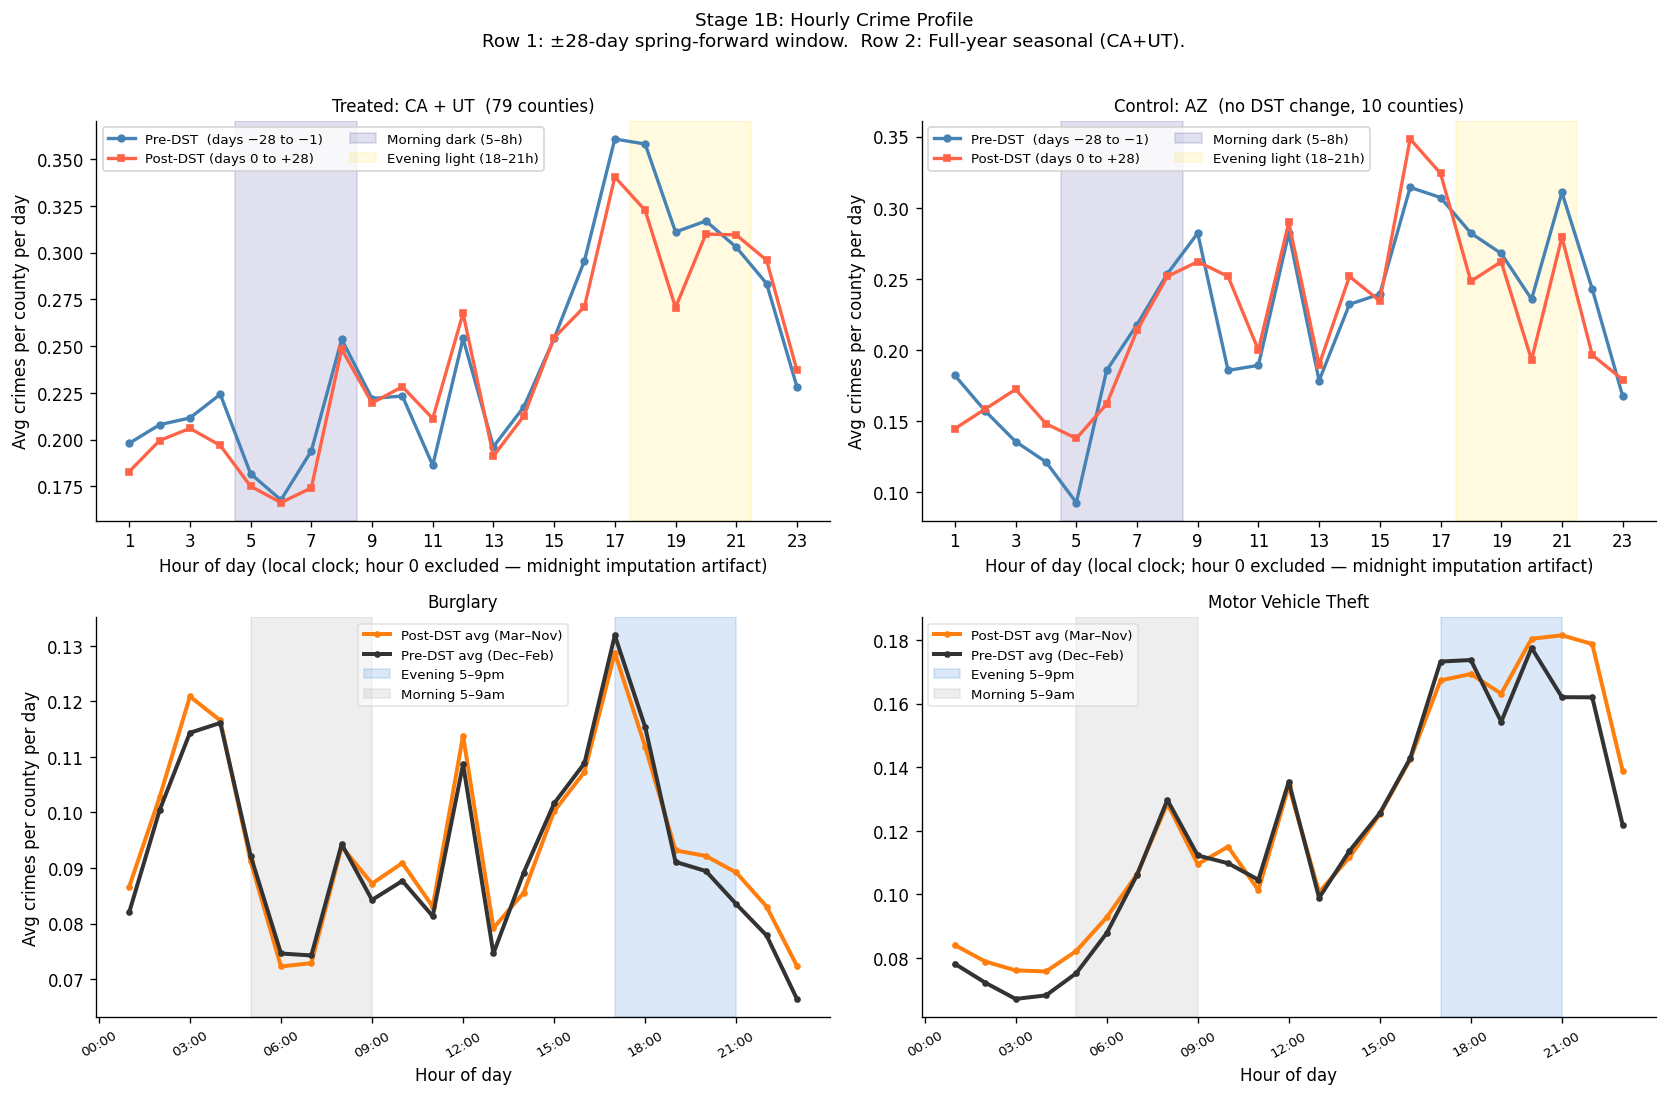 Stage 1B: Hourly Crime Profile
Row 1: ±28-day spring-forward window.  Row 2: Full-year seasonal (CA+UT).
Treated: CA + UT  (79 counties)
Pre-DST  (days −28 to −1)
Post-DST (days 0 to +28)
Morning dark (5–8h)
Evening light (18–21h)
Avg crimes per county per day
0.350
0.325
0.300
0.275
0.250
0.225
0.200
0.175
1 3 5 7 9 11 13 15 17 19 21 23
Hour of day (local clock; hour 0 excluded — midnight imputation artifact)
Control: AZ  (no DST change, 10 counties)
Pre-DST  (days −28 to −1)
Post-DST (days 0 to +28)
Morning dark (5–8h)
Evening light (18–21h)
Avg crimes per county per day
0.35
0.30
0.25
0.20
0.15
0.10
1 3 5 7 9 11 13 15 17 19 21 23
Hour of day (local clock; hour 0 excluded — midnight imputation artifact)
Burglary
Post-DST avg (Mar–Nov)
Pre-DST avg (Dec–Feb)
Evening 5–9pm
Morning 5–9am
Avg crimes per county per day
0.13
0.12
0.11
0.10
0.09
0.08
0.07
00:00 03:00 06:00 09:00 12:00 15:00 18:00 21:00
Hour of day
Motor Vehicle Theft
Post-DST avg (Mar–Nov)
Pre-DST avg (Dec–Feb)
Evening 5–9pm
Morning 5–9am
0.18
0.16
0.14
0.12
0.10
0.08
00:00 03:00 06:00 09:00 12:00 15:00 18:00 21:00
Hour of day